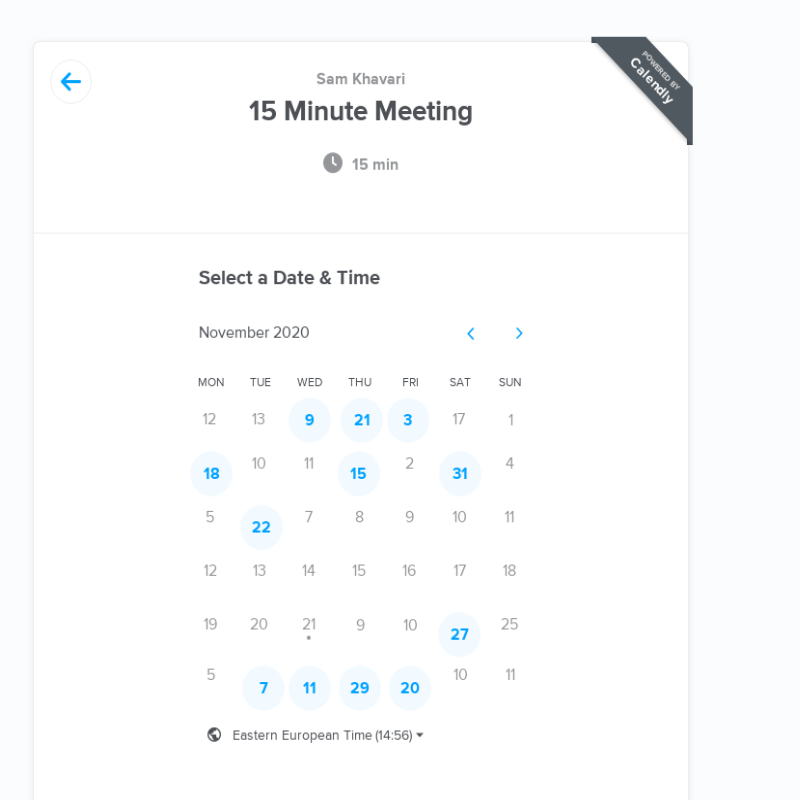 POWERED BY
Calendly
Sam Khavari
15 Minute Meeting
15 min
Select a Date & Time
November 2020
MON TUE WED THU FRI SAT SUN
12 13 9 21 3 17 1
18 10 11 15 2 31 4
5 22 7 8 9 10 11
12 13 14 15 16 17 18
19 20 21 9 10 27 25
5 7 11 29 20 10 11
Eastern European Time (14:56)